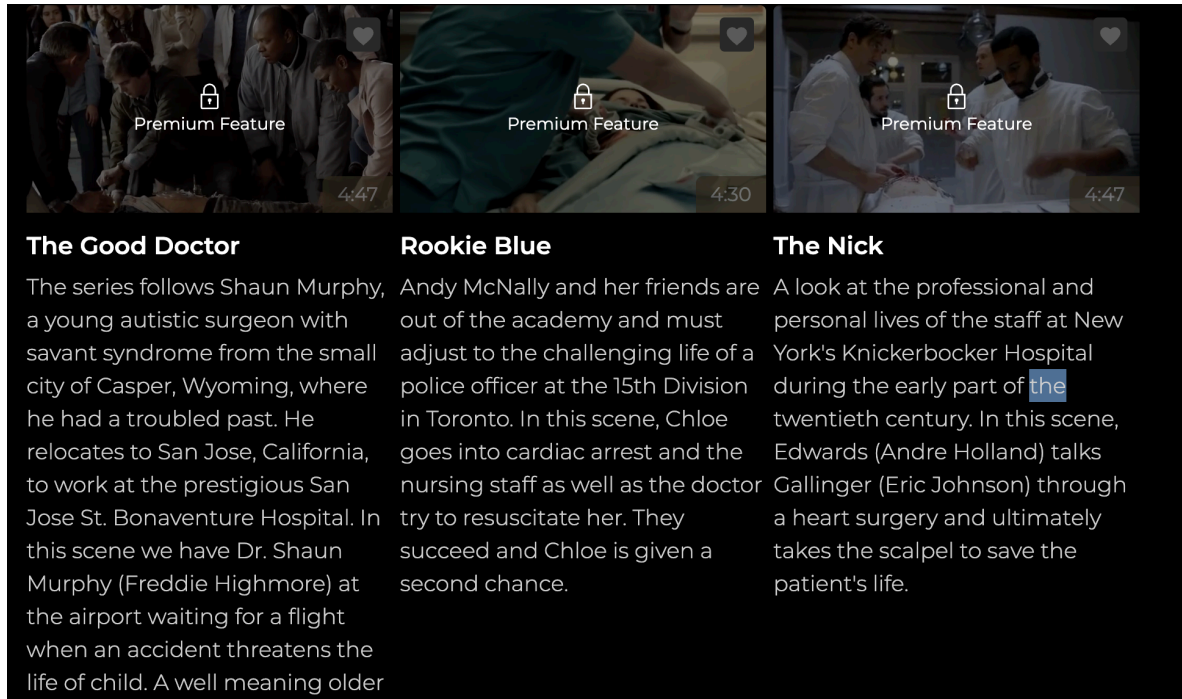 Premium Feature
4:47
The Good Doctor
The series follows Shaun Murphy,
a young autistic surgeon with
savant syndrome from the small
city of Casper, Wyoming, where
he had a troubled past. He
relocates to San Jose, California,
to work at the prestigious San
Jose St. Bonaventure Hospital. In
this scene we have Dr. Shaun
Murphy (Freddie Highmore) at
the airport waiting for a flight
when an accident threatens the
life of child. A well meaning older
Premium Feature
4:30
Rookie Blue
Andy McNally and her friends are
out of the academy and must
adjust to the challenging life of a
police officer at the 15th Division
in Toronto. In this scene, Chloe
goes into cardiac arrest and the
nursing staff as well as the doctor
try to resuscitate her. They
succeed and Chloe is given a
second chance.
Premium Feature
4:47
The Nick
A look at the professional and
personal lives of the staff at New
York's Knickerbocker Hospital
during the early part of the
twentieth century. In this scene,
Edwards (Andre Holland) talks
Gallinger (Eric Johnson) through
a heart surgery and ultimately
takes the scalpel to save the
patient's life.